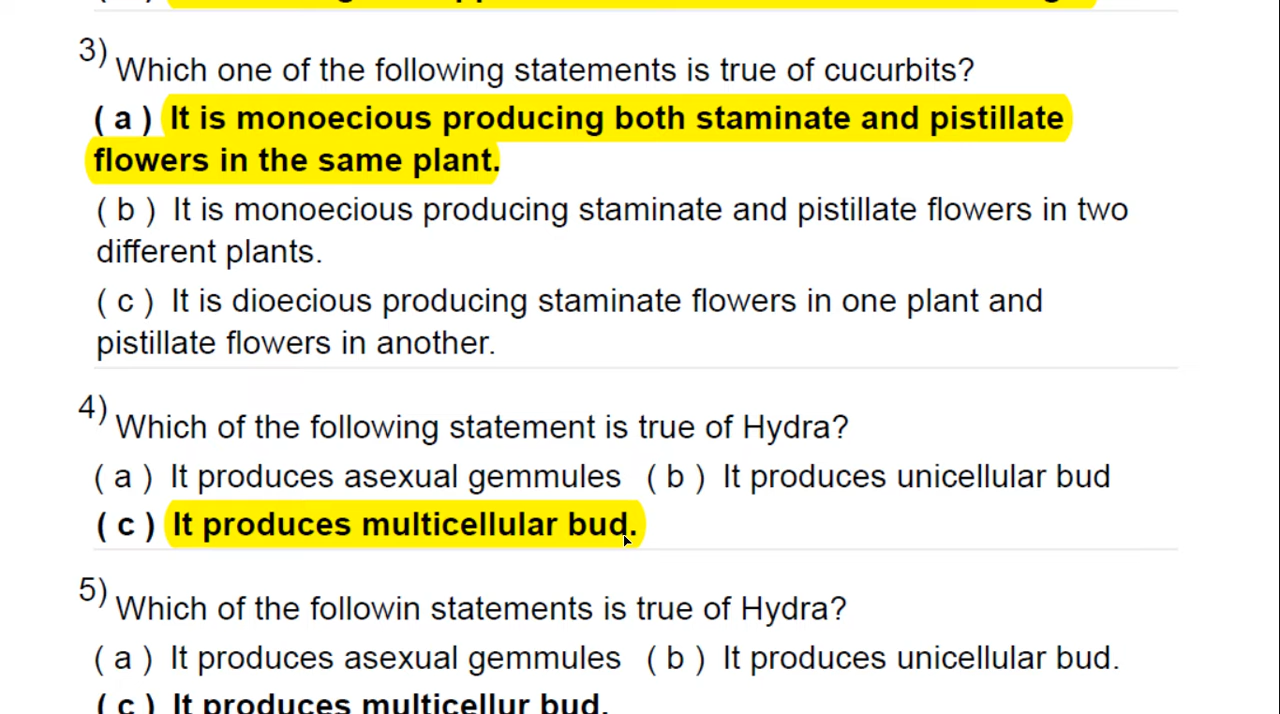 3)
Which one of the following statements is true of cucurbits?
( a ) It is monoecious producing both staminate and pistillate
flowers in the same plant.
( b ) It is monoecious producing staminate and pistillate flowers in two
different plants.
( c ) It is dioecious producing staminate flowers in one plant and
pistillate flowers in another.
4)
Which of the following statement is true of Hydra?
( a ) It produces asexual gemmules ( b ) It produces unicellular bud
( c ) It produces multicellular bud.
5)
Which of the followin statements is true of Hydra?
( a ) It produces asexual gemmules ( b ) It produces unicellular bud.
( c ) It produces multicellur bud.